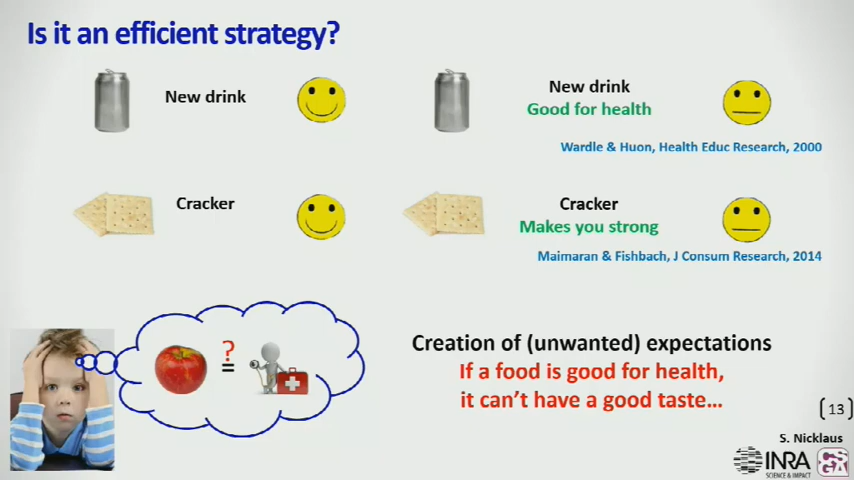 Is it an efficient strategy?
New drink
New drink
Good for health
Wardle & Huon, Health Educ Research, 2000
Cracker
Cracker
Makes you strong
Maimaran & Fishbach, J Consum Research, 2014
?
=
Creation of (unwanted) expectations
If a food is good for health,
it can't have a good taste...
13
S. Nicklaus
INRA
SCIENCE & IMPACT